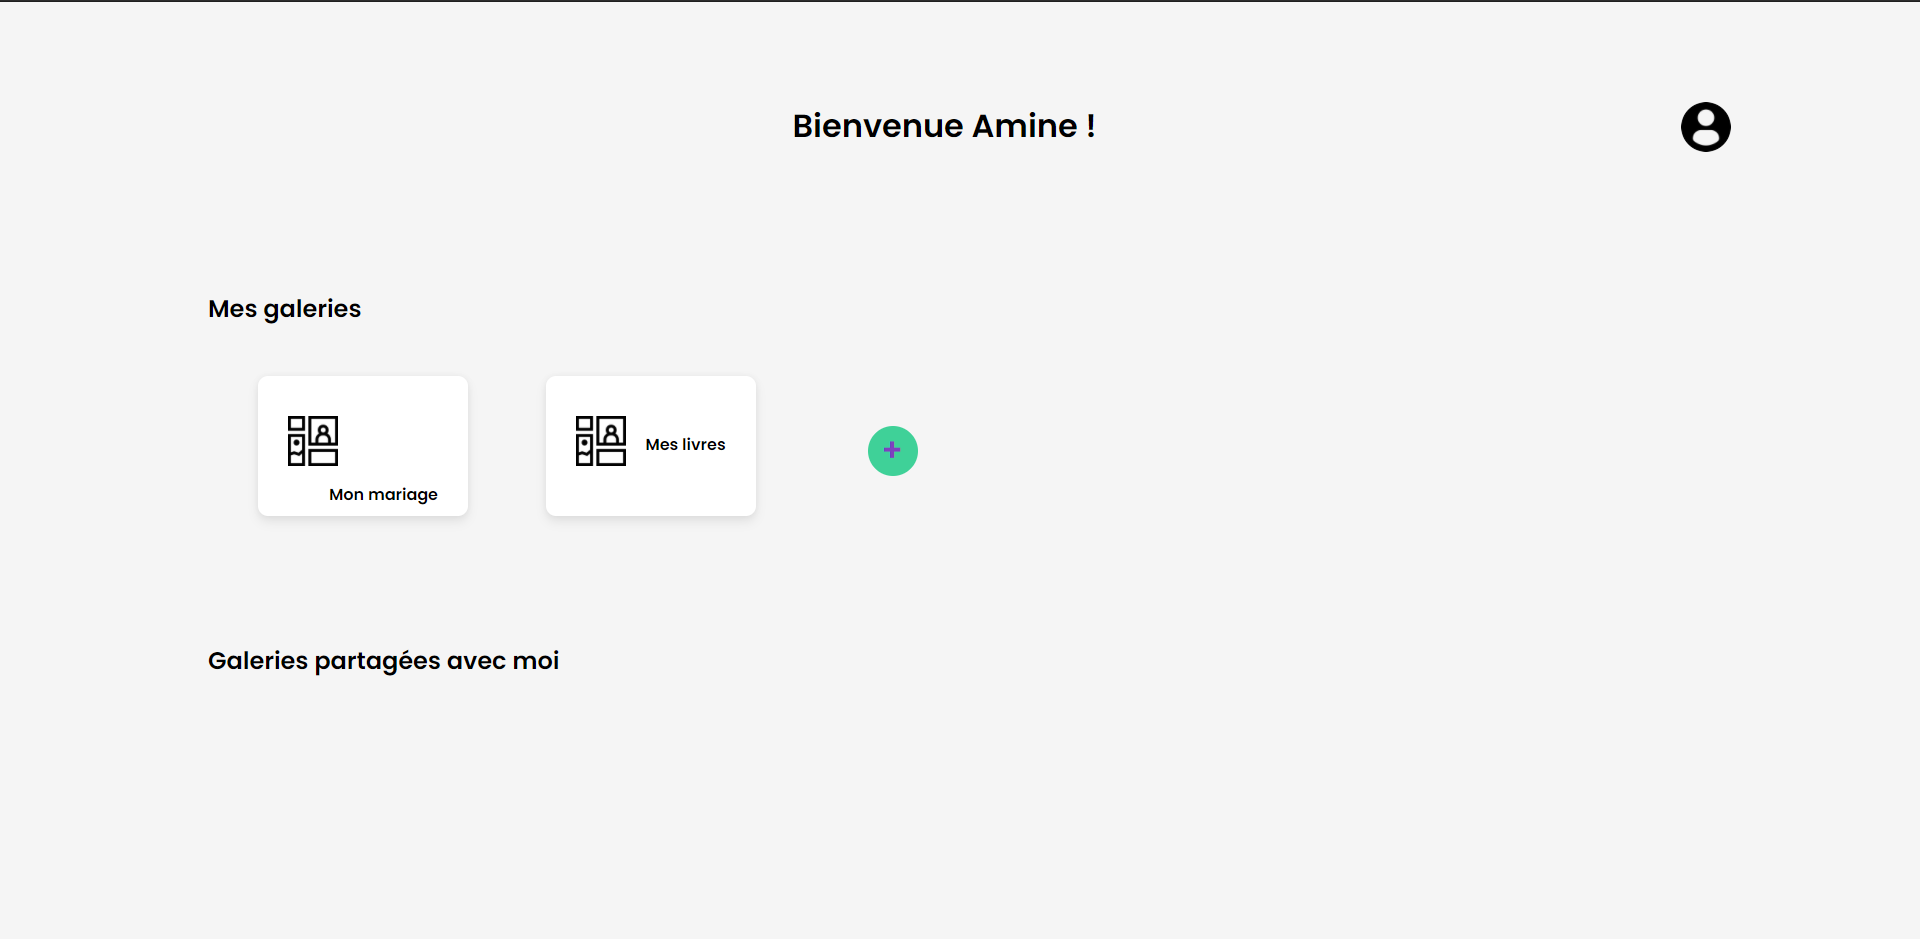 Bienvenue Amine !
Mes galeries
Mon mariage
Mes livres
+
Galeries partagées avec moi